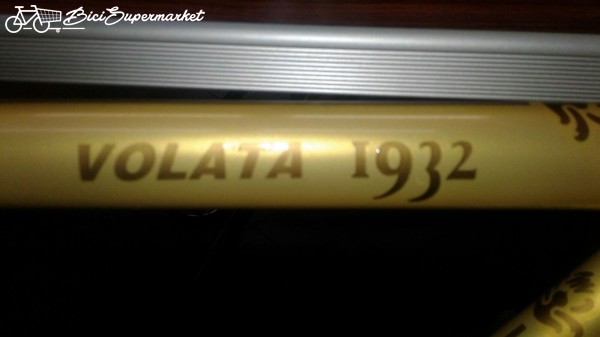 BiciSupermarket
VOLATA 1932